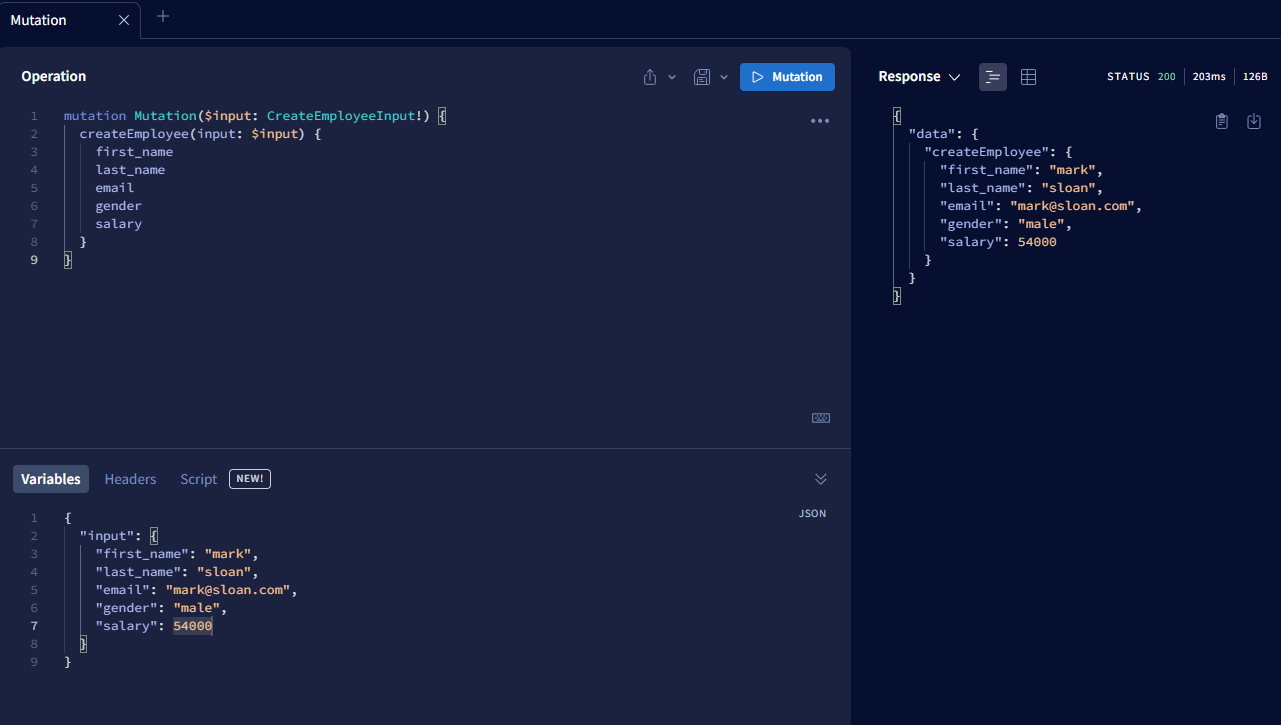 Mutation
Operation
Mutation
1 mutation Mutation($input: CreateEmployeeInput!) {
2 createEmployee(input: $input) {
3 first_name
4 last_name
5 email
6 gender
7 salary
8 }
9 }
Variables Headers Script NEW!
JSON
1 {
2 "input": {
3 "first_name": "mark",
4 "last_name": "sloan",
5 "email": "mark@sloan.com",
6 "gender": "male",
7 "salary": 54000
8 }
9 }
Response STATUS 200 203ms 126B
{
"data": {
"createEmployee": {
"first_name": "mark",
"last_name": "sloan",
"email": "mark@sloan.com",
"gender": "male",
"salary": 54000
}
}
}